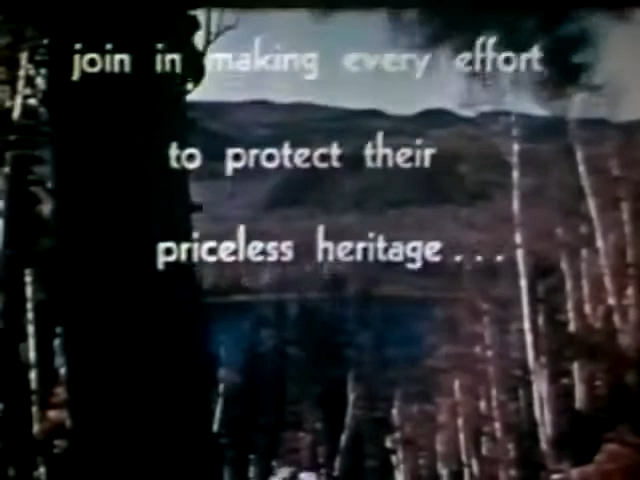 join in making every effort
to protect their
priceless heritage...